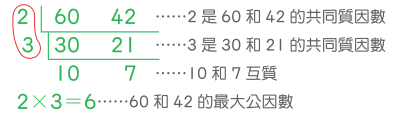 2 60 42 ……2 是 60 和 42 的共同質因數
3 30 21 ……3 是 30 和 21 的共同質因數
10 7 ……10 和 7 互質
2×3=6……60 和 42 的最大公因數